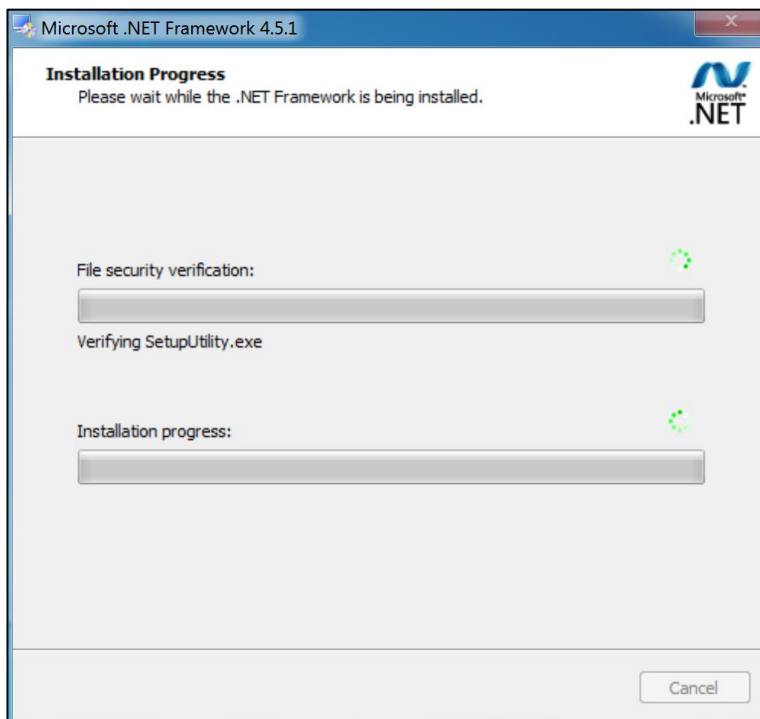 Microsoft .NET Framework 4.5.1
x
Installation Progress
Please wait while the .NET Framework is being installed.
Microsoft®
.NET
File security verification:
Verifying SetupUtility.exe
Installation progress:
Cancel